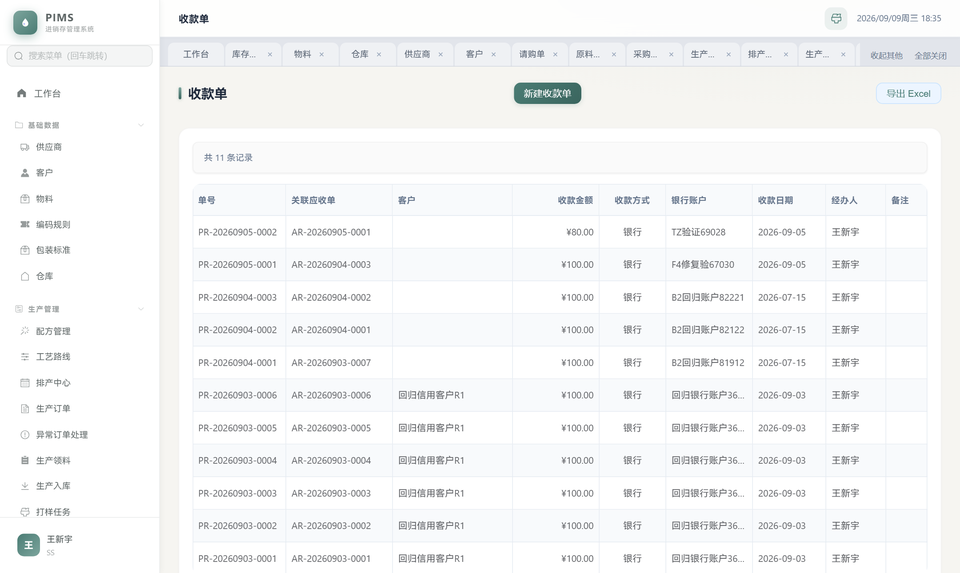 PIMS
进销存管理系统
搜索菜单 (回车跳转)
工作台
基础数据
供应商
客户
物料
编码规则
包装标准
仓库
生产管理
配方管理
工艺路线
排产中心
生产订单
异常订单处理
生产领料
生产入库
打样任务
王
王新宇
SS
收款单
2026/09/09周三 18:35
工作台 库存... × 物料 × 仓库 × 供应商 × 客户 × 请购单 × 原料... × 采购... × 生产... × 排产... × 生产... × 收起其他 全部关闭
收款单
新建收款单
导出 Excel
共 11 条记录
单号 关联应收单 客户 收款金额 收款方式 银行账户 收款日期 经办人 备注
PR-20260905-0002 AR-20260905-0001 ¥80.00 银行 TZ验证69028 2026-09-05 王新宇
PR-20260905-0001 AR-20260904-0003 ¥100.00 银行 F4修复验67030 2026-09-05 王新宇
PR-20260904-0003 AR-20260904-0002 ¥100.00 银行 B2回归账户82221 2026-07-15 王新宇
PR-20260904-0002 AR-20260904-0001 ¥100.00 银行 B2回归账户82122 2026-07-15 王新宇
PR-20260904-0001 AR-20260903-0007 ¥100.00 银行 B2回归账户81912 2026-07-15 王新宇
PR-20260903-0006 AR-20260903-0006 回归信用客户R1 ¥100.00 银行 回归银行账户36... 2026-09-03 王新宇
PR-20260903-0005 AR-20260903-0005 回归信用客户R1 ¥100.00 银行 回归银行账户36... 2026-09-03 王新宇
PR-20260903-0004 AR-20260903-0004 回归信用客户R1 ¥100.00 银行 回归银行账户36... 2026-09-03 王新宇
PR-20260903-0003 AR-20260903-0003 回归信用客户R1 ¥100.00 银行 回归银行账户36... 2026-09-03 王新宇
PR-20260903-0002 AR-20260903-0002 回归信用客户R1 ¥100.00 银行 回归银行账户36... 2026-09-03 王新宇
PR-20260903-0001 AR-20260903-0001 回归信用客户R1 ¥100.00 银行 回归银行账户36... 2026-09-03 王新宇